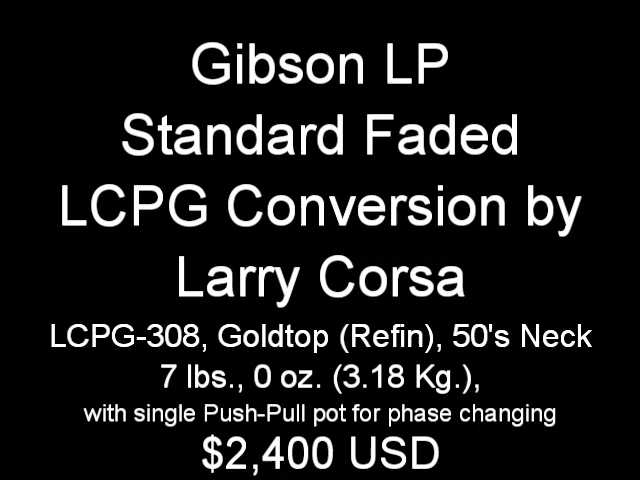 Gibson LP
Standard Faded
LCPG Conversion by
Larry Corsa
LCPG-308, Goldtop (Refin), 50's Neck
7 lbs., 0 oz. (3.18 Kg.),
with single Push-Pull pot for phase changing
$2,400 USD